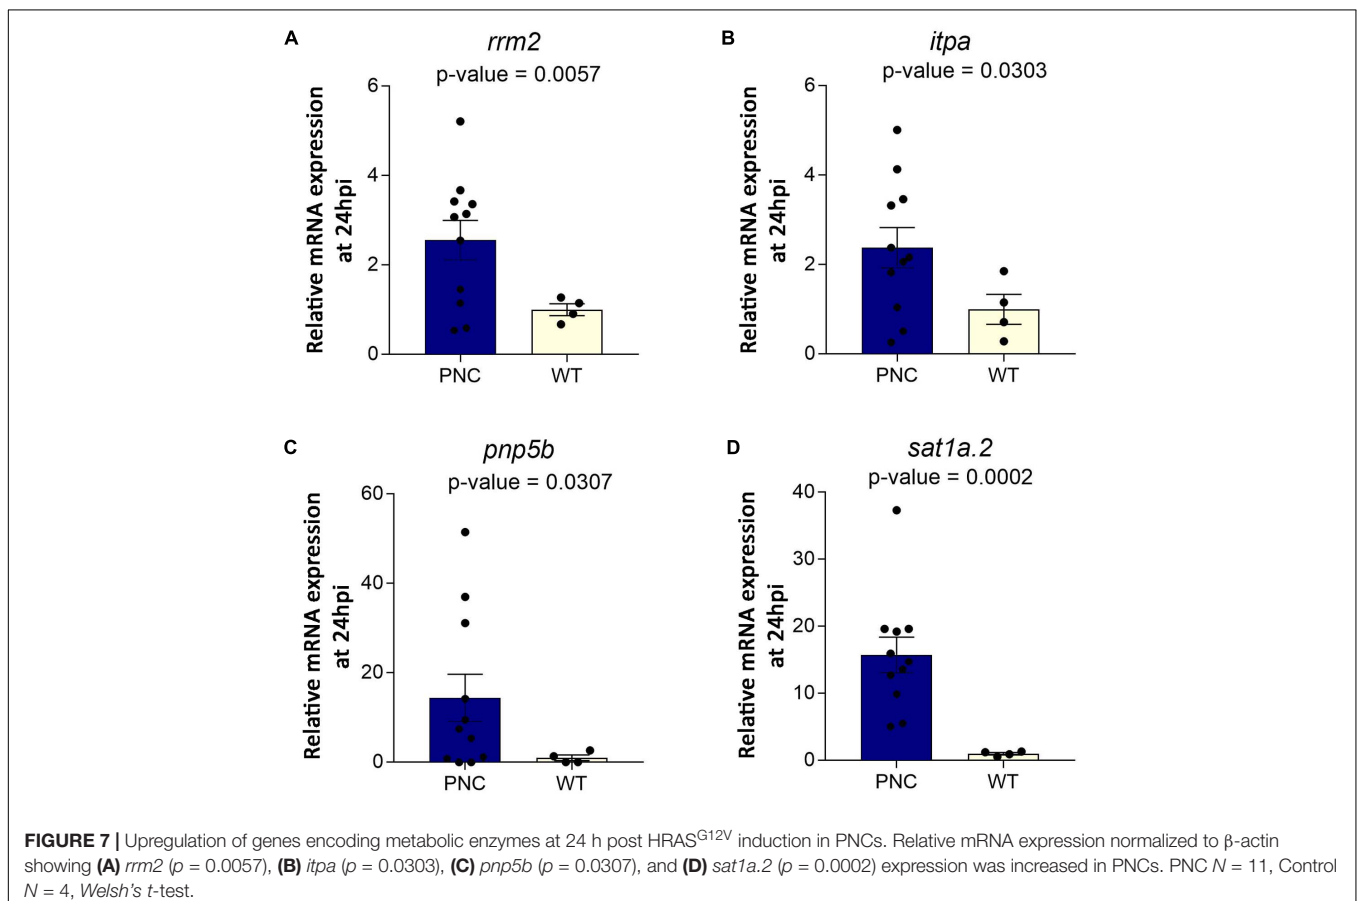 A
rrm2
p-value = 0.0057
Relative mRNA expression
at 24hpi
6
4
2
0
PNC
WT
B
itpa
p-value = 0.0303
Relative mRNA expression
at 24hpi
6
4
2
0
PNC
WT
C
pnp5b
p-value = 0.0307
Relative mRNA expression
at 24hpi
60
40
20
0
PNC
WT
D
sat1a.2
p-value = 0.0002
Relative mRNA expression
at 24hpi
40
30
20
10
0
PNC
WT
FIGURE 7 | Upregulation of genes encoding metabolic enzymes at 24 h post HRASG12V induction in PNCs. Relative mRNA expression normalized to β-actin
showing (A) rrm2 (p = 0.0057), (B) itpa (p = 0.0303), (C) pnp5b (p = 0.0307), and (D) sat1a.2 (p = 0.0002) expression was increased in PNCs. PNC N = 11, Control
N = 4, Welsh's t-test.